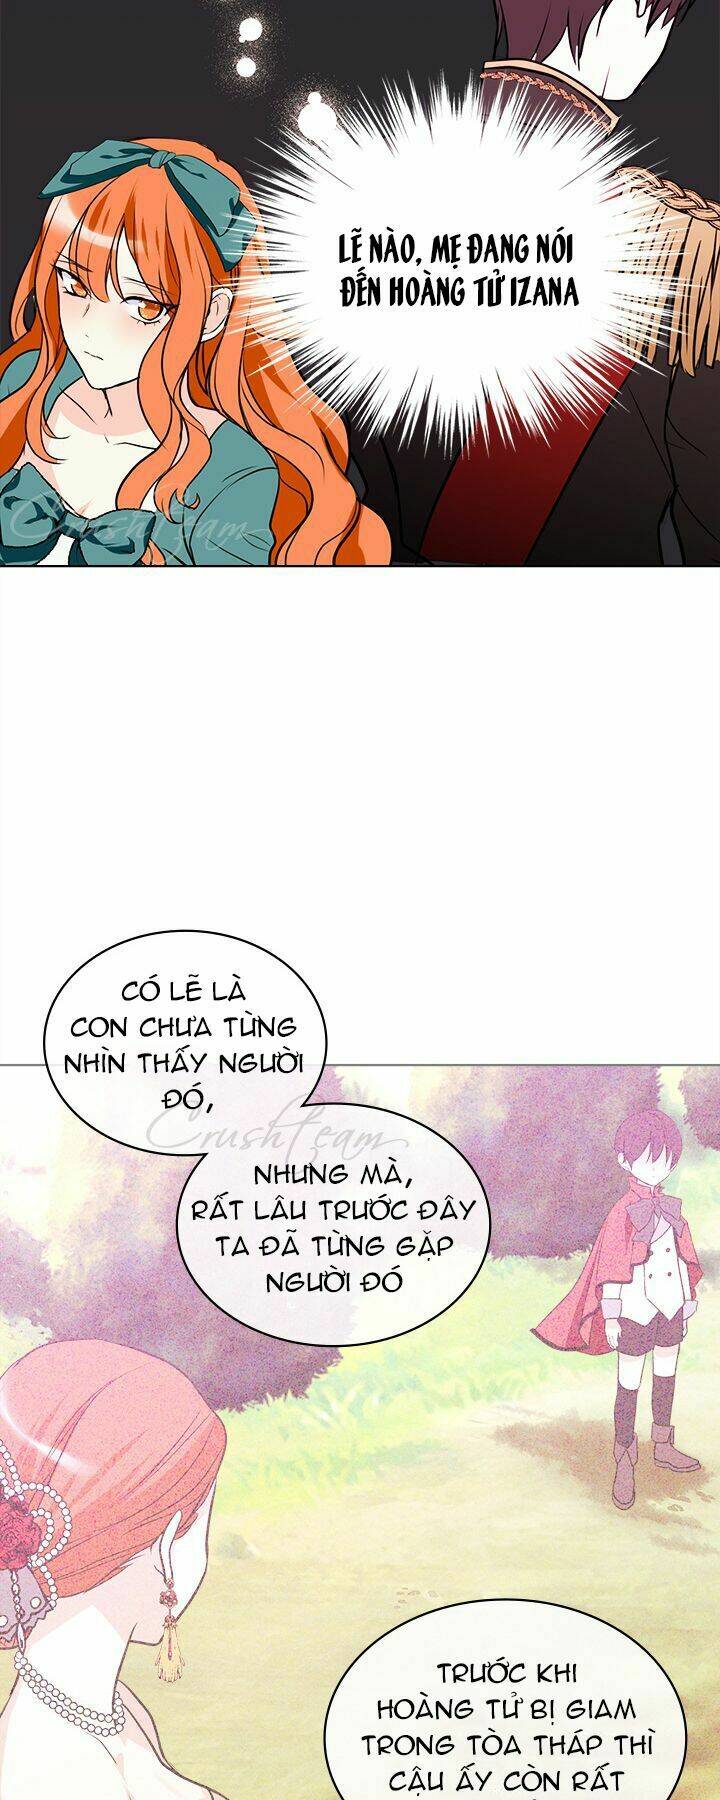 LẼ NÀO, MẸ ĐANG NÓI
ĐẾN HOÀNG TỬ IZANA
CrushTeam
CÓ LẼ LÀ
CON CHƯA TỪNG
NHÌN THẤY NGƯỜI
ĐÓ,
CrushTeam
NHƯNG MÀ,
RẤT LÂU TRƯỚC ĐÂY
TA ĐÃ TỪNG GẶP
NGƯỜI ĐÓ
TRƯỚC KHI
HOÀNG TỬ BỊ GIAM
TRONG TÒA THÁP THÌ
CẬU ẤY CÒN RẤT